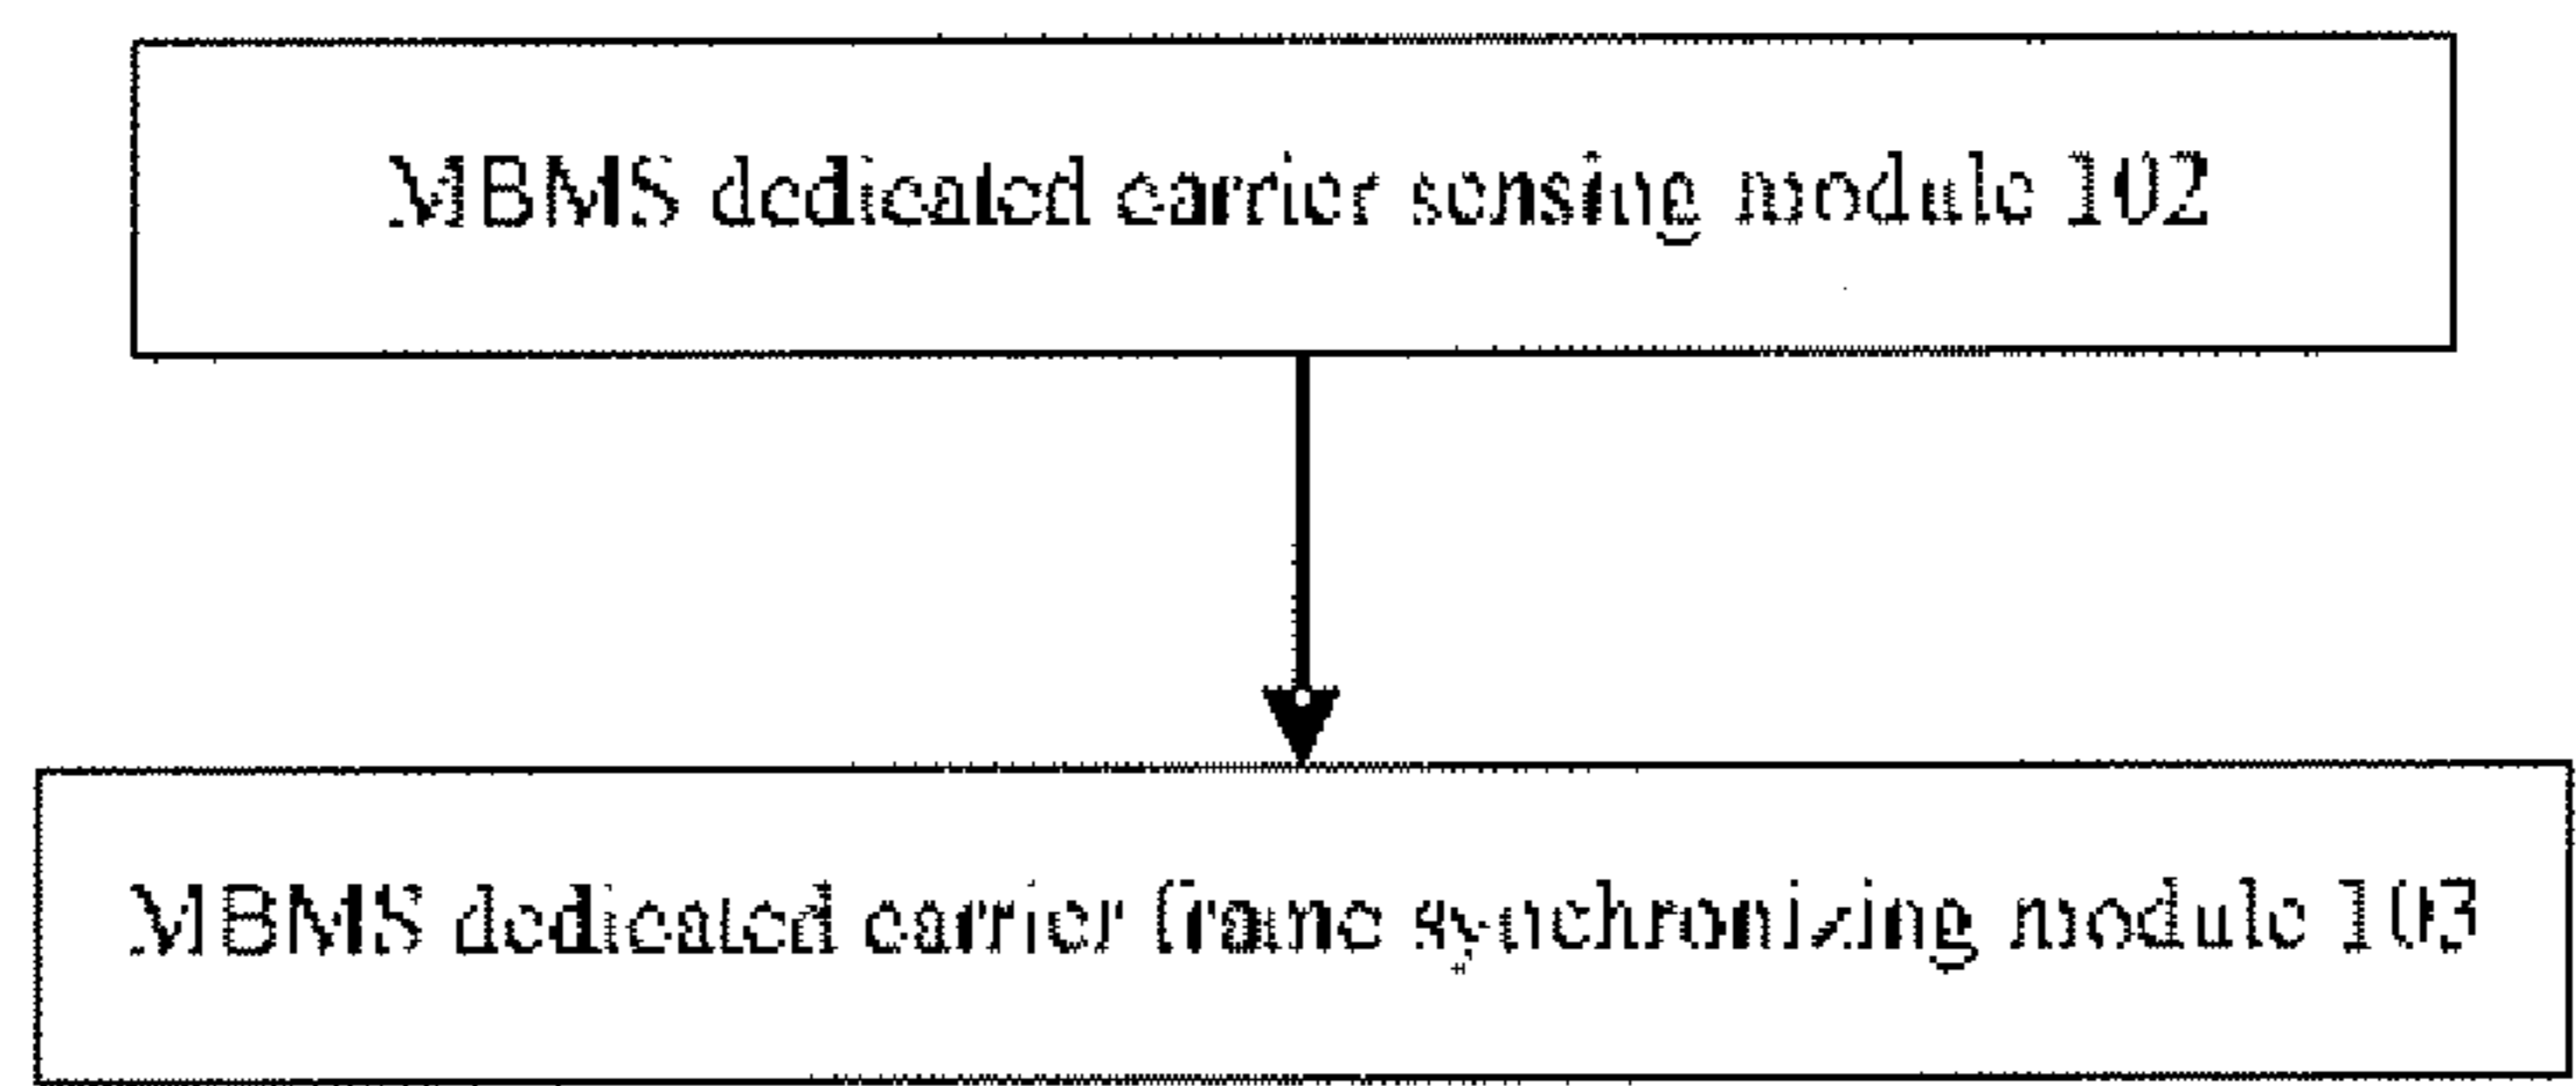 MBMS dedicated carrier sensing module 102
MBMS dedicated carrier frame synchronizing module 103